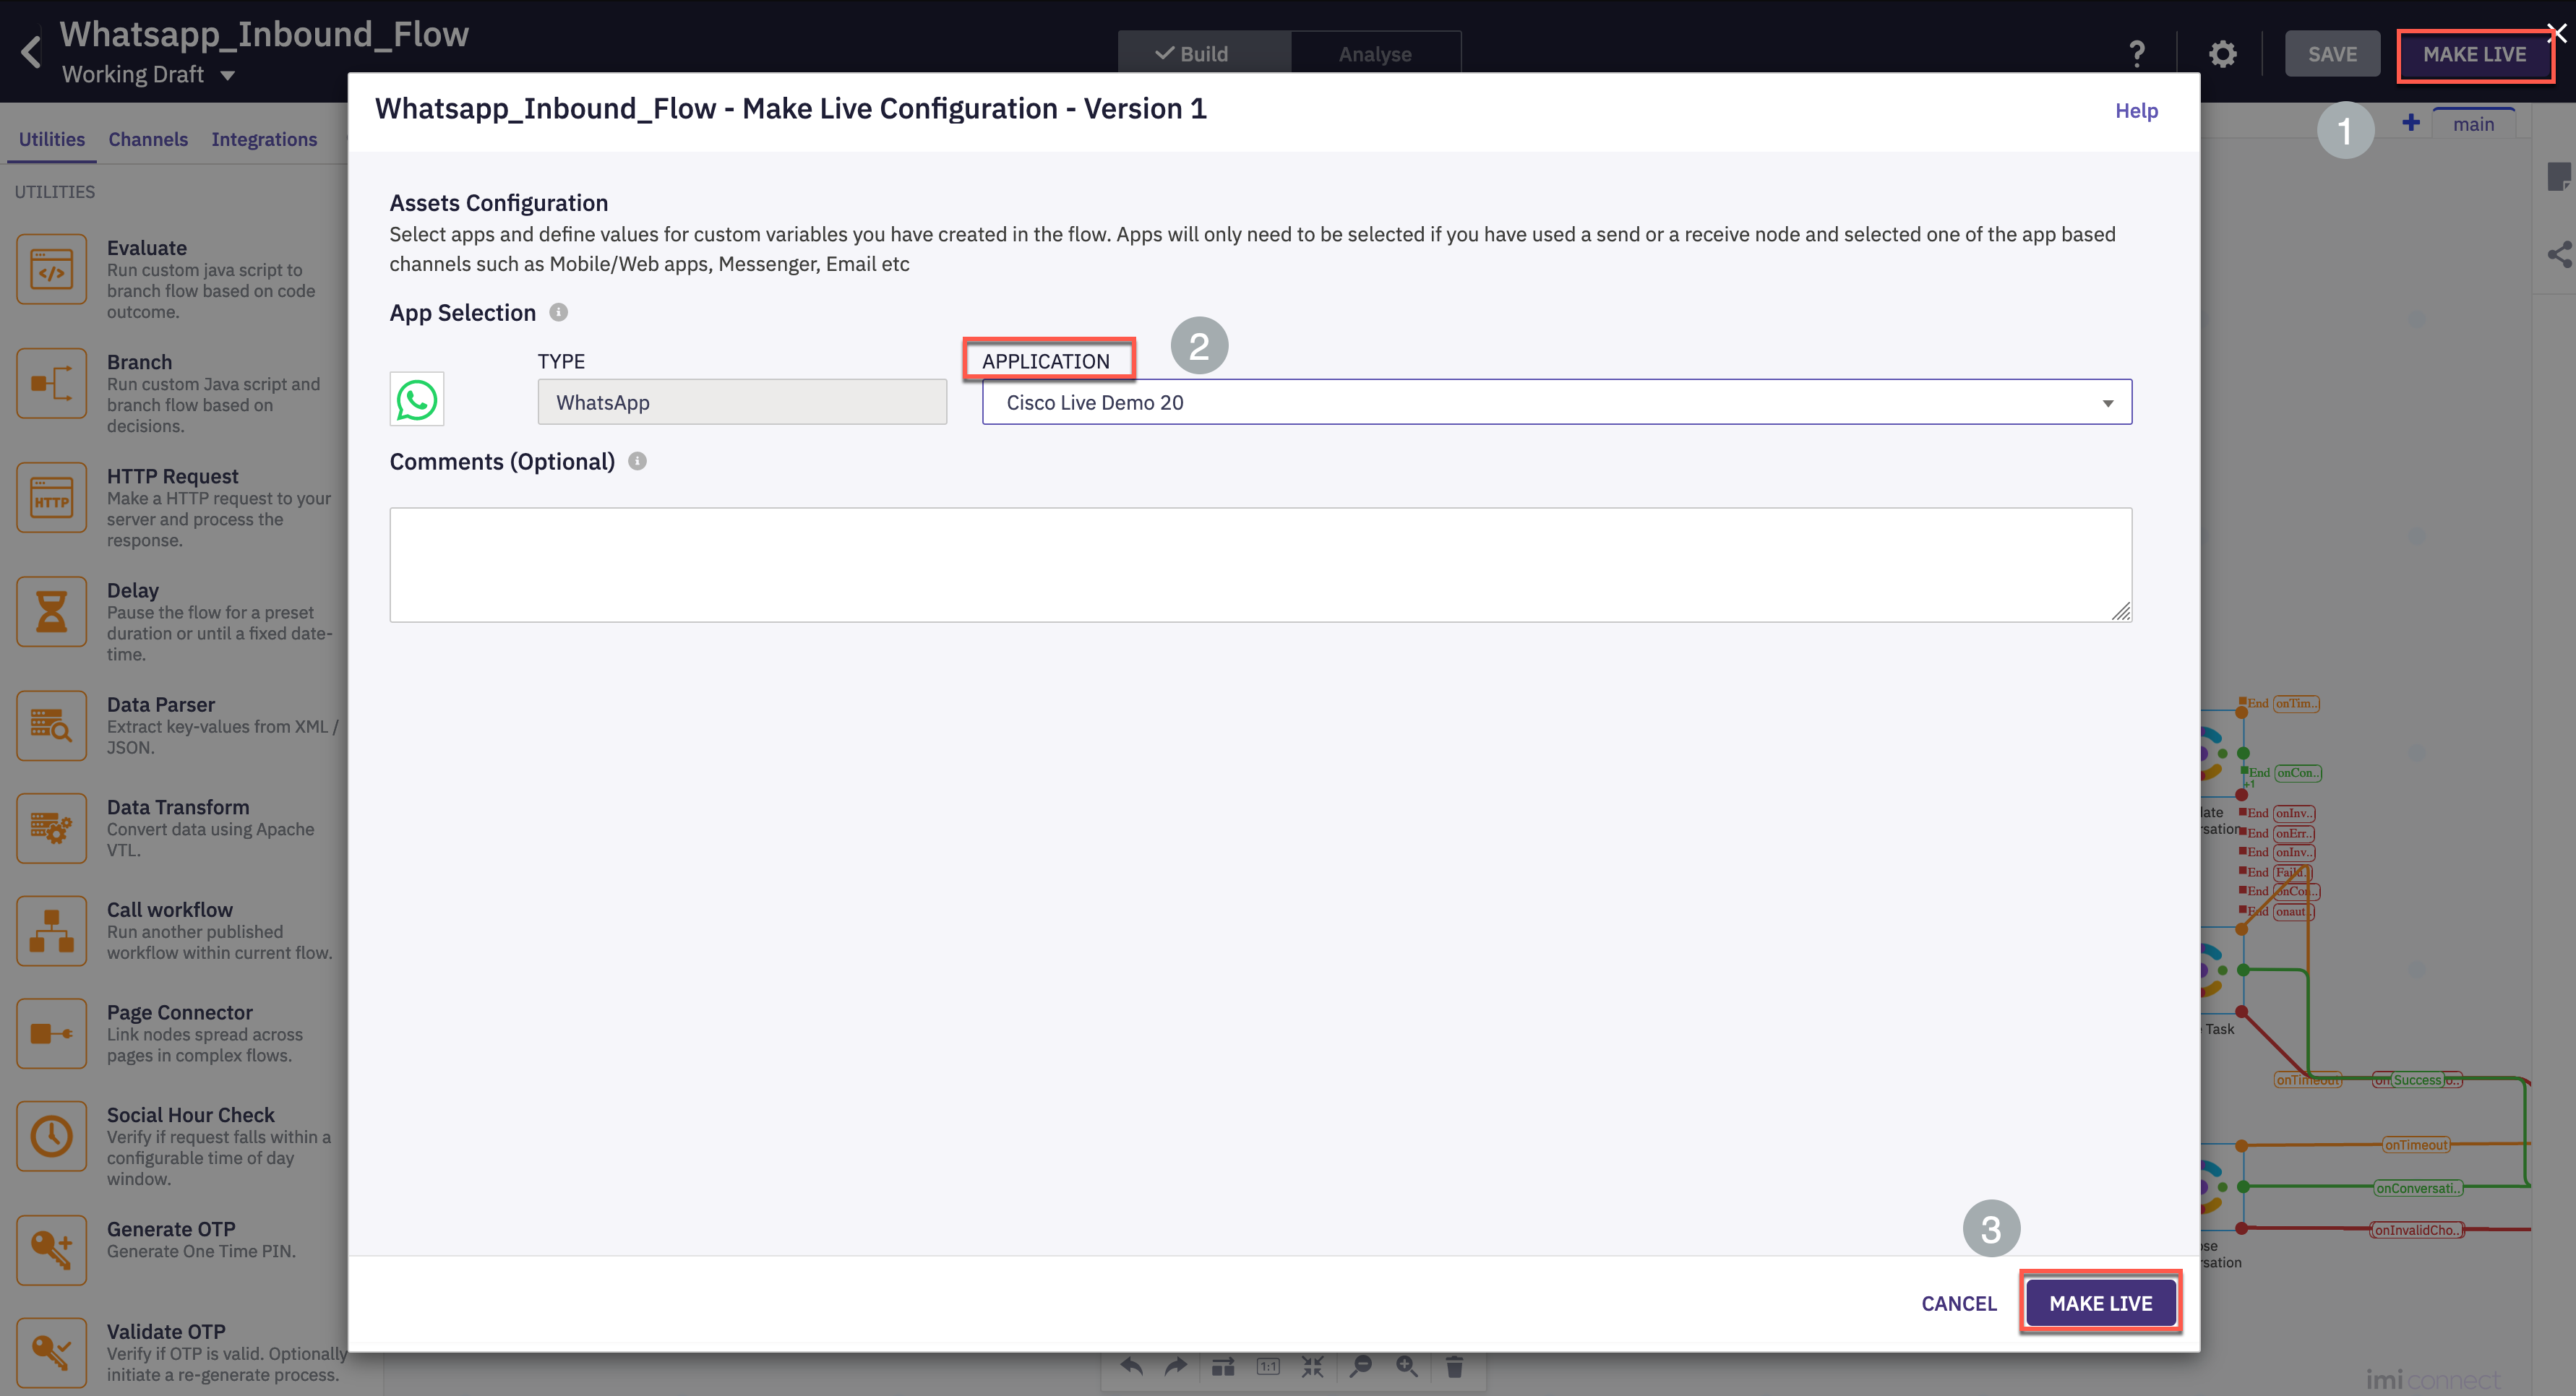 Whatsapp_Inbound_Flow
Working Draft
Build
Analyse
?
SAVE
MAKE LIVE
1
+ main
Utilities
Channels
Integrations
UTILITIES
Evaluate
Run custom java script to
branch flow based on code
outcome.
Branch
Run custom Java script and
branch flow based on
decisions.
HTTP
HTTP Request
Make a HTTP request to your
server and process the
response.
Delay
Pause the flow for a preset
duration or until a fixed date-
time.
Data Parser
Extract key-values from XML /
JSON.
Data Transform
Convert data using Apache
VTL.
Call workflow
Run another published
workflow within current flow.
Page Connector
Link nodes spread across
pages in complex flows.
Social Hour Check
Verify if request falls within a
configurable time of day
window.
Generate OTP
Generate One Time PIN.
Validate OTP
Verify if OTP is valid. Optionally
initiate a re-generate process.
Whatsapp_Inbound_Flow - Make Live Configuration - Version 1
Help
Assets Configuration
Select apps and define values for custom variables you have created in the flow. Apps will only need to be selected if you have used a send or a receive node and selected one of the app based
channels such as Mobile/Web apps, Messenger, Email etc
App Selection
TYPE
APPLICATION
2
WhatsApp
Cisco Live Demo 20
Comments (Optional)
3
CANCEL
MAKE LIVE
End onTim..
End onCon..
+1
End onInv..
End onErr..
End onInv..
End
End onCon..
End onaut..
Task
onTimeout
Success
onTimeout
onConversati..
onInvalidCho..
1:1
imiconnect